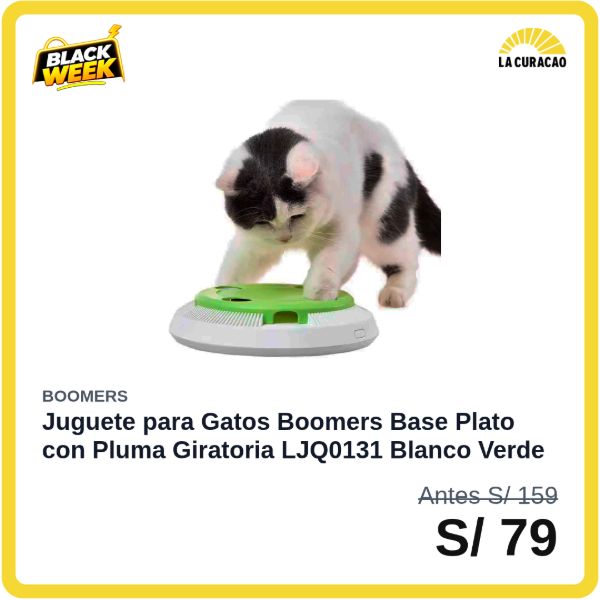 BLACK
WEEK
LA CURACAO
BOOMERS
Juguete para Gatos Boomers Base Plato
con Pluma Giratoria LJQ0131 Blanco Verde
Antes S/ 159
S/ 79